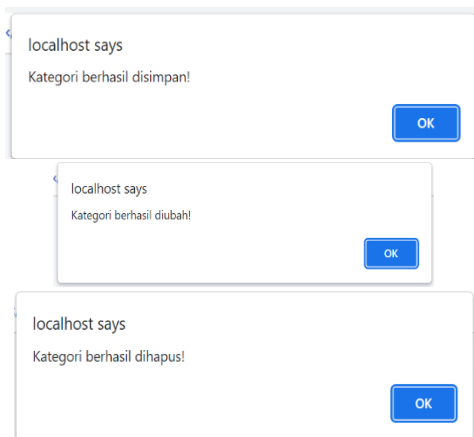 localhost says
Kategori berhasil disimpan!
OK
localhost says
Kategori berhasil diubah!
OK
localhost says
Kategori berhasil dihapus!
OK